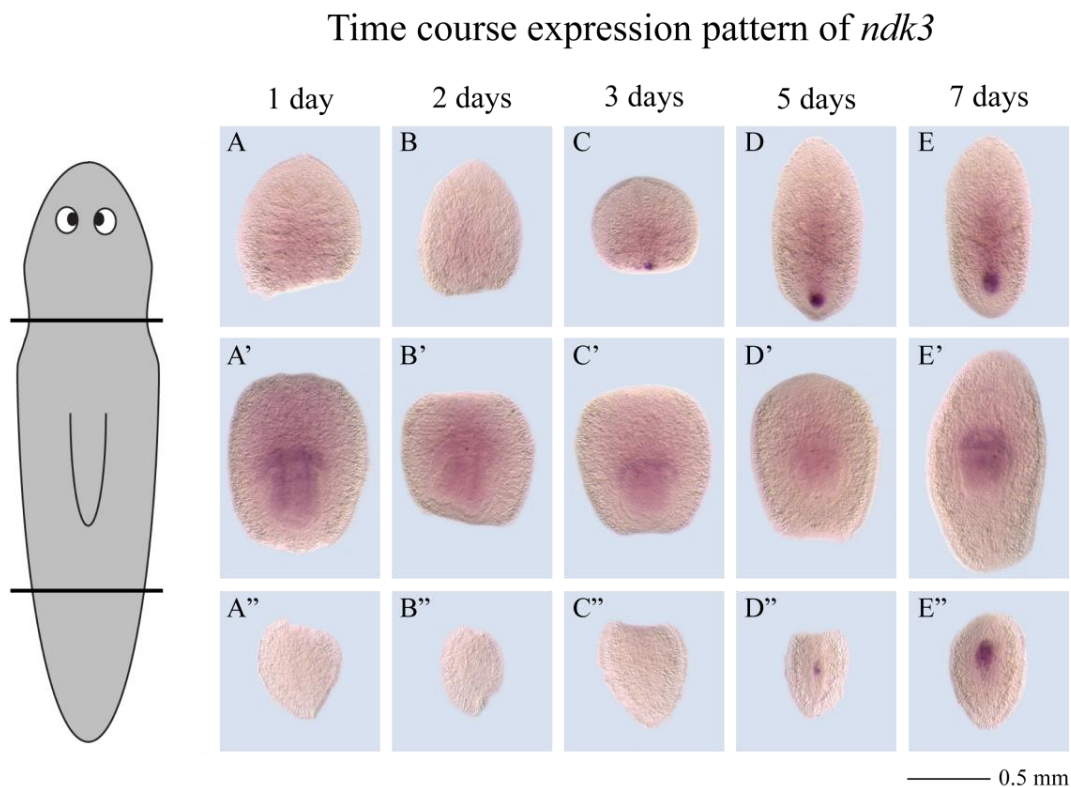 Time course expression pattern of ndk3
1 day 2 days 3 days 5 days 7 days
A B C D E
A’ B’ C’ D’ E’
A” B” C” D” E”
0.5 mm